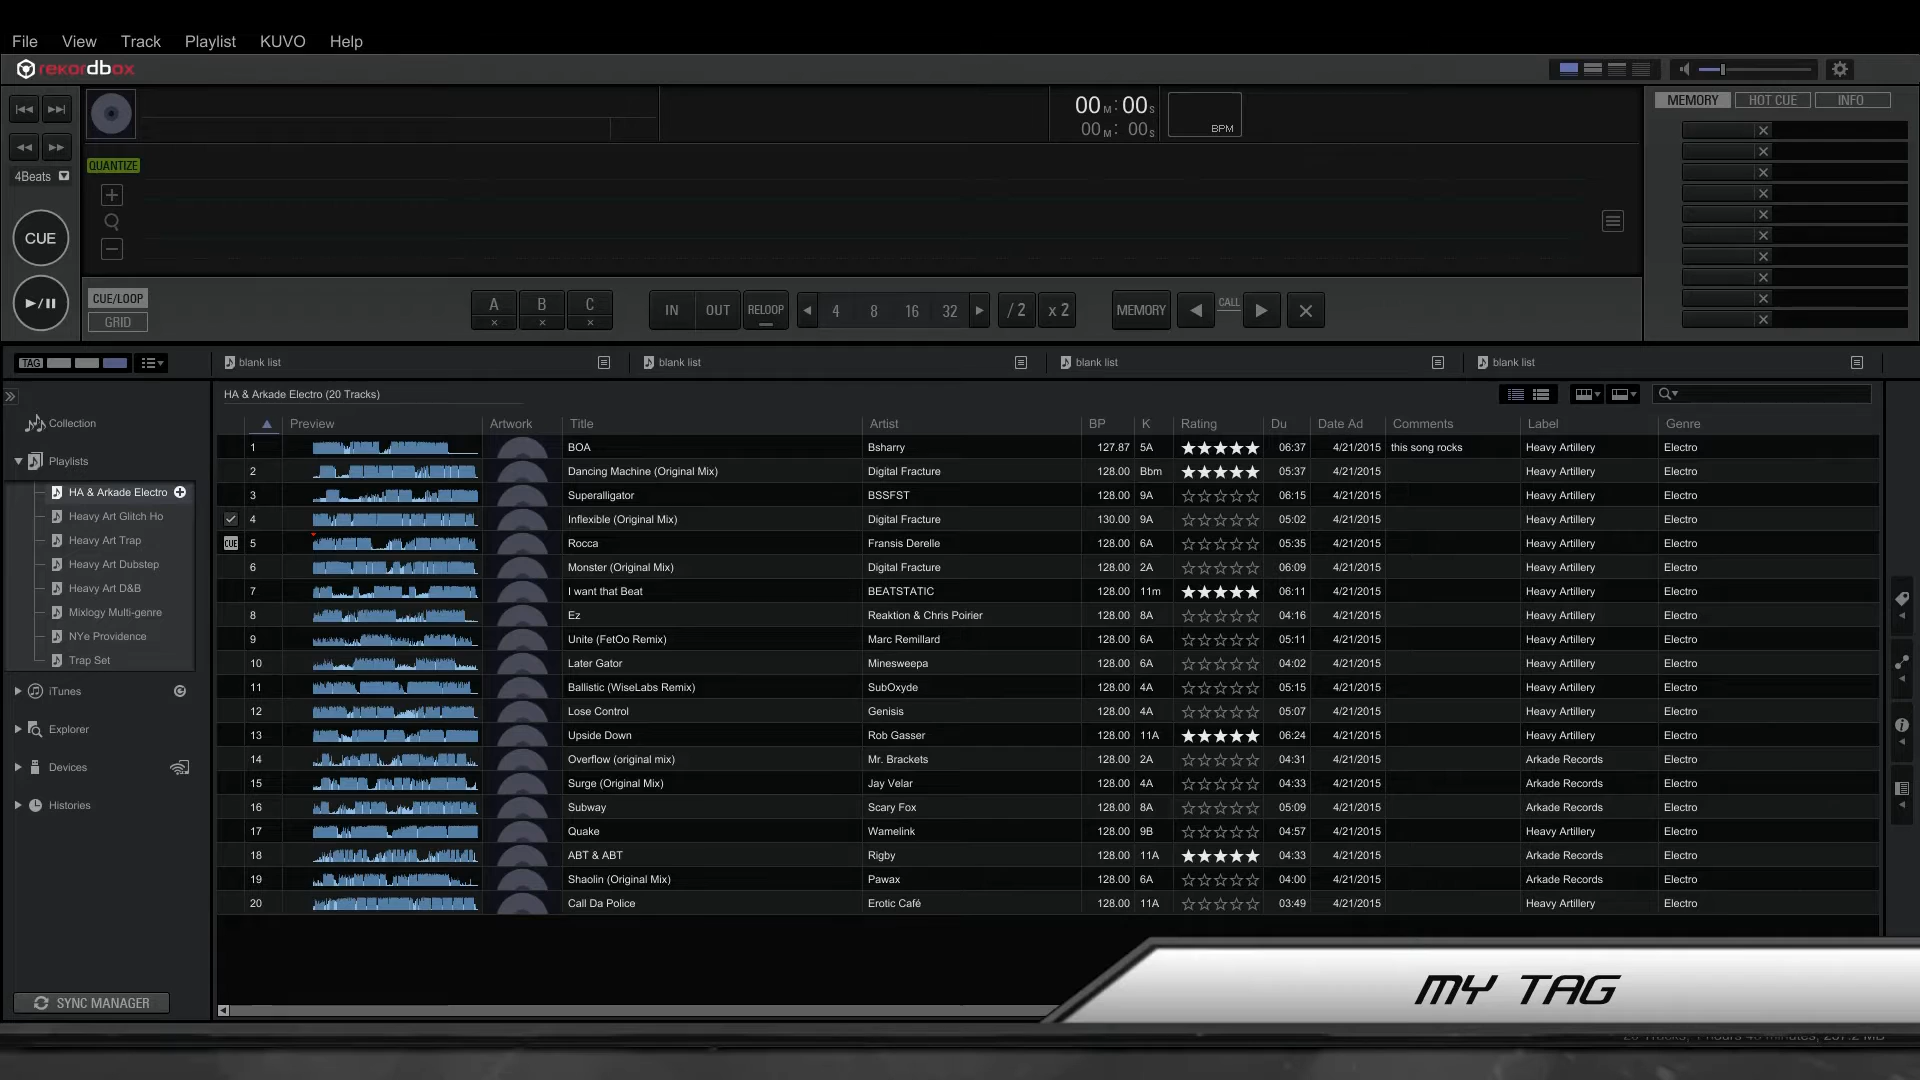 File View Track Playlist KUVO Help
rekordbox
00 M : 00 S
00 M : 00 S
BPM
MEMORY HOT CUE INFO
QUANTIZE
4Beats
CUE
CUE/LOOP
GRID
A B C
IN OUT RELOOP 4 8 16 32 / 2 x 2 MEMORY CALL
TAG blank list blank list blank list blank list
HA & Arkade Electro (20 Tracks)
Collection
Playlists
HA & Arkade Electro
Heavy Art Glitch Ho
Heavy Art Trap
Heavy Art Dubstep
Heavy Art D&B
Mixlogy Multi-genre
NYe Providence
Trap Set
iTunes
Explorer
Devices
Histories
SYNC MANAGER
Preview Artwork Title Artist BP K Rating Du Date Ad Comments Label Genre
1 BOA Bsharry 127.87 5A ★★★★★ 06:37 4/21/2015 this song rocks Heavy Artillery Electro
2 Dancing Machine (Original Mix) Digital Fracture 128.00 Bbm ★★★★★ 05:37 4/21/2015 Heavy Artillery Electro
3 Superalligator BSSFST 128.00 9A ☆☆☆☆☆ 06:15 4/21/2015 Heavy Artillery Electro
4 Inflexible (Original Mix) Digital Fracture 130.00 9A ☆☆☆☆☆ 05:02 4/21/2015 Heavy Artillery Electro
CUE 5 Rocca Fransis Derelle 128.00 6A ☆☆☆☆☆ 05:35 4/21/2015 Heavy Artillery Electro
6 Monster (Original Mix) Digital Fracture 128.00 2A ☆☆☆☆☆ 06:09 4/21/2015 Heavy Artillery Electro
7 I want that Beat BEATSTATIC 128.00 11m ★★★★★ 06:11 4/21/2015 Heavy Artillery Electro
8 Ez Reaktion & Chris Poirier 128.00 8A ☆☆☆☆☆ 04:16 4/21/2015 Heavy Artillery Electro
9 Unite (FetOo Remix) Marc Remillard 128.00 6A ☆☆☆☆☆ 05:11 4/21/2015 Heavy Artillery Electro
10 Later Gator Minesweepa 128.00 6A ☆☆☆☆☆ 04:02 4/21/2015 Heavy Artillery Electro
11 Ballistic (WiseLabs Remix) SubOxyde 128.00 4A ☆☆☆☆☆ 05:15 4/21/2015 Heavy Artillery Electro
12 Lose Control Genisis 128.00 4A ☆☆☆☆☆ 05:07 4/21/2015 Heavy Artillery Electro
13 Upside Down Rob Gasser 128.00 11A ★★★★★ 06:24 4/21/2015 Heavy Artillery Electro
14 Overflow (original mix) Mr. Brackets 128.00 2A ☆☆☆☆☆ 04:31 4/21/2015 Arkade Records Electro
15 Surge (Original Mix) Jay Velar 128.00 4A ☆☆☆☆☆ 04:33 4/21/2015 Arkade Records Electro
16 Subway Scary Fox 128.00 8A ☆☆☆☆☆ 05:09 4/21/2015 Heavy Artillery Electro
17 Quake Wamelink 128.00 9B ☆☆☆☆☆ 04:57 4/21/2015 Heavy Artillery Electro
18 ABT & ABT Rigby 128.00 11A ★★★★★ 04:33 4/21/2015 Arkade Records Electro
19 Shaolin (Original Mix) Pawax 128.00 6A ☆☆☆☆☆ 04:00 4/21/2015 Arkade Records Electro
20 Call Da Police Erotic Café 128.00 11A ☆☆☆☆☆ 03:49 4/21/2015 Heavy Artillery Electro
MY TAG